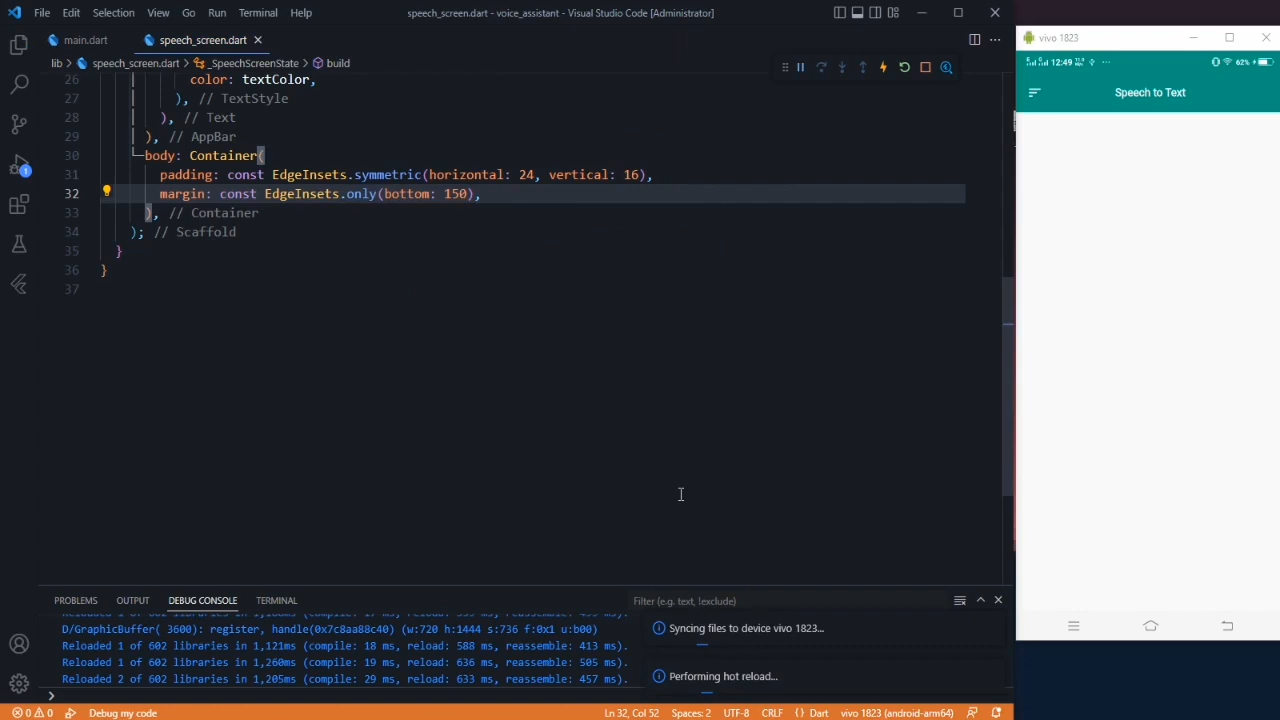 File Edit Selection View Go Run Terminal Help
speech_screen.dart - voice_assistant - Visual Studio Code [Administrator]
vivo 1823
main.dart
speech_screen.dart
12:49
62%
lib > speech_screen.dart > _SpeechScreenState > build
Speech to Text
26 color: textColor,
27 ), // TextStyle
28 ), // Text
29 ), // AppBar
30 body: Container(
31 padding: const EdgeInsets.symmetric(horizontal: 24, vertical: 16),
32 margin: const EdgeInsets.only(bottom: 150),
33 ), // Container
34 ); // Scaffold
35 }
36 }
37
1
PROBLEMS OUTPUT DEBUG CONSOLE TERMINAL
Filter (e.g. text, !exclude)
D/GraphicBuffer( 3600): register, handle(0x7c8aa88c40) (w:720 h:1444 s:736 f:0x1 u:b00)
Reloaded 1 of 602 libraries in 1,121ms (compile: 18 ms, reload: 588 ms, reassemble: 413 ms).
Reloaded 1 of 602 libraries in 1,260ms (compile: 19 ms, reload: 636 ms, reassemble: 505 ms).
Reloaded 2 of 602 libraries in 1,205ms (compile: 29 ms, reload: 633 ms, reassemble: 457 ms).
Syncing files to device vivo 1823...
Performing hot reload...
>
0 0 Debug my code
Ln 32, Col 52 Spaces: 2 UTF-8 CRLF {} Dart vivo 1823 (android-arm64)